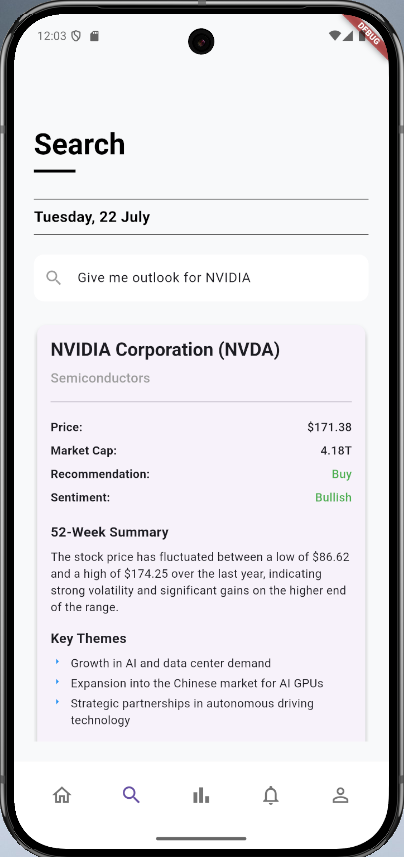 12:03
DEBUG
Search
Tuesday, 22 July
Give me outlook for NVIDIA
NVIDIA Corporation (NVDA)
Semiconductors
Price: $171.38
Market Cap: 4.18T
Recommendation: Buy
Sentiment: Bullish
52-Week Summary
The stock price has fluctuated between a low of $86.62
and a high of $174.25 over the last year, indicating
strong volatility and significant gains on the higher end
of the range.
Key Themes
Growth in AI and data center demand
Expansion into the Chinese market for AI GPUs
Strategic partnerships in autonomous driving
technology